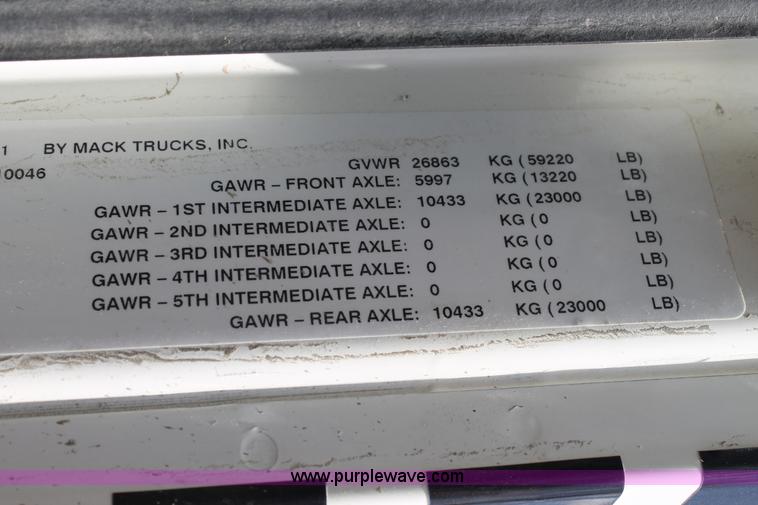 1 BY MACK TRUCKS, INC.
10046
GVWR 26863 KG ( 59220 LB)
GAWR – FRONT AXLE: 5997 KG ( 13220 LB)
GAWR – 1ST INTERMEDIATE AXLE: 10433 KG ( 23000 LB)
GAWR – 2ND INTERMEDIATE AXLE: 0 KG ( 0 LB)
GAWR – 3RD INTERMEDIATE AXLE: 0 KG ( 0 LB)
GAWR – 4TH INTERMEDIATE AXLE: 0 KG ( 0 LB)
GAWR – 5TH INTERMEDIATE AXLE: 0 KG ( 0 LB)
GAWR – REAR AXLE: 10433 KG ( 23000 LB)
www.purplewave.com